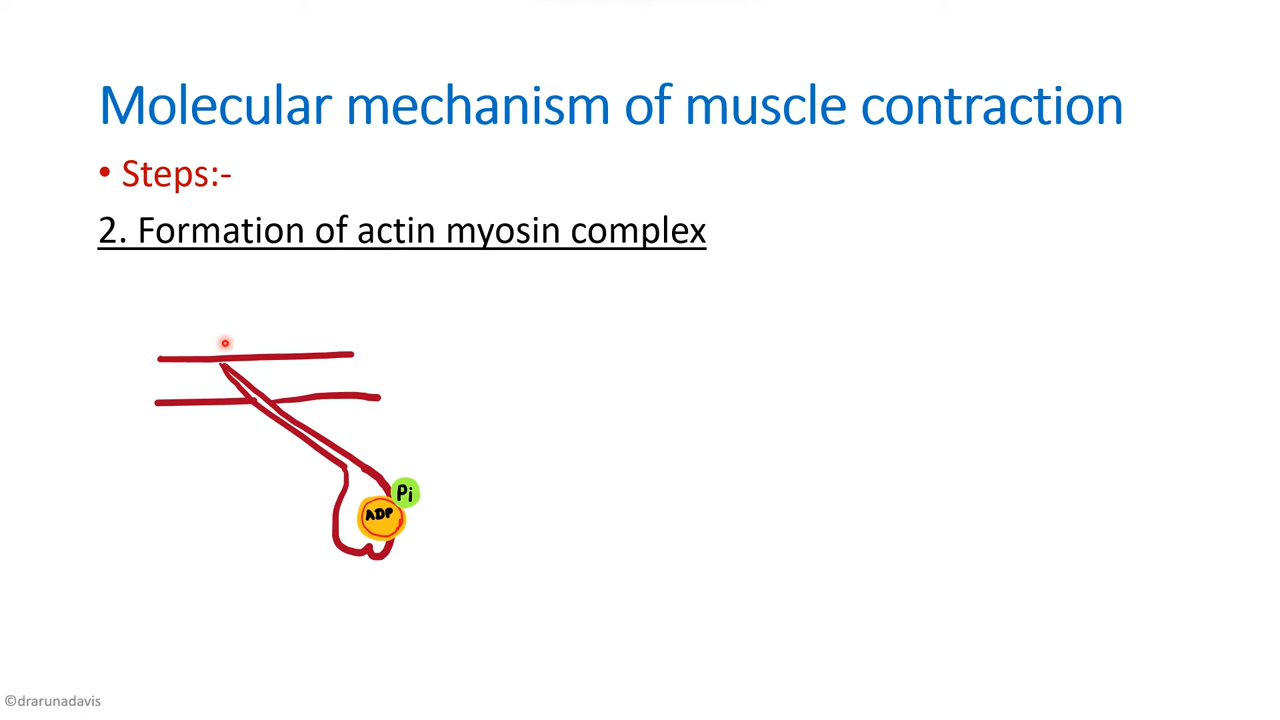 Molecular mechanism of muscle contraction
• Steps:-
2. Formation of actin myosin complex
Pi
ADP
©drarunadavis